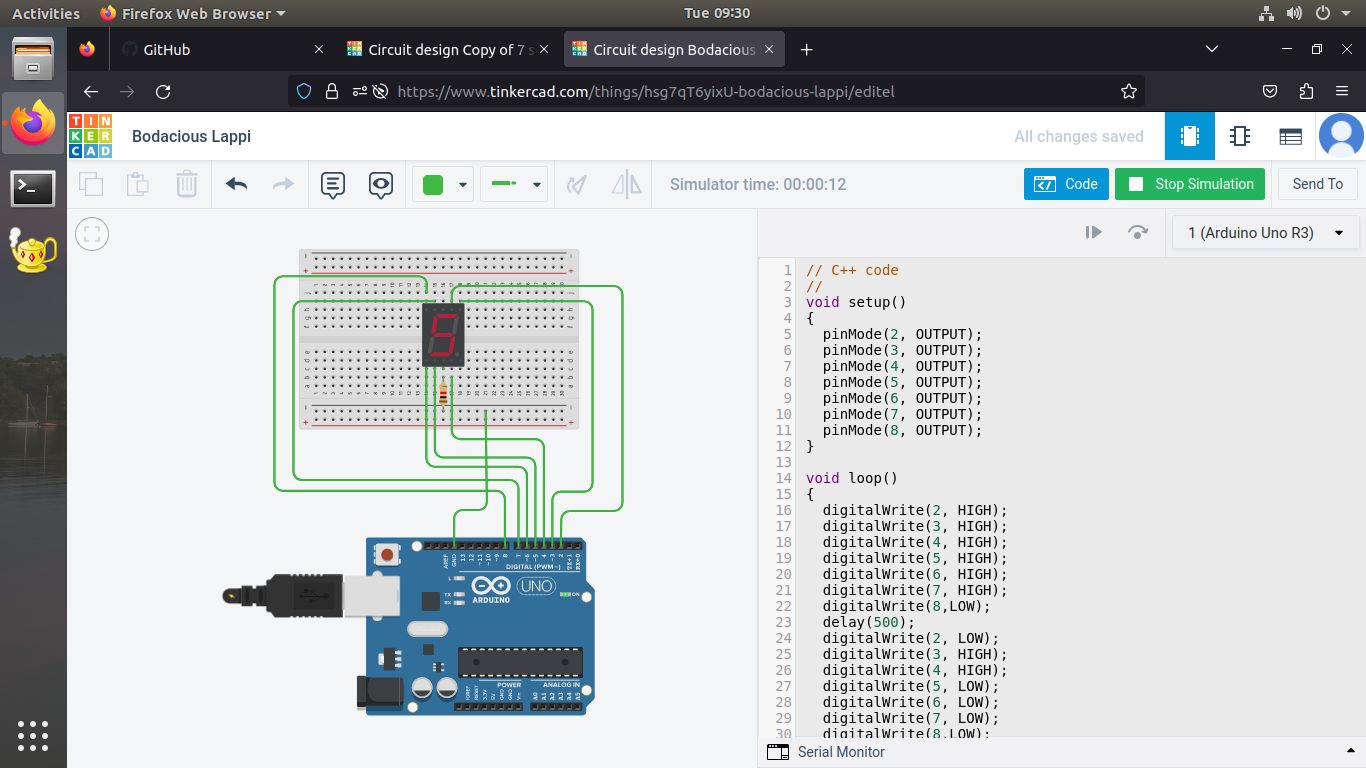 Activities
Firefox Web Browser
Tue 09:30
GitHub
Circuit design Copy of 7 s
Circuit design Bodacious
https://www.tinkercad.com/things/hsg7qT6yixU-bodacious-lappi/editel
TIN
KER
CAD
Bodacious Lappi
All changes saved
Simulator time: 00:00:12
Code
Stop Simulation
Send To
1 (Arduino Uno R3)
1 // C++ code
2 //
3 void setup()
4 {
5 pinMode(2, OUTPUT);
6 pinMode(3, OUTPUT);
7 pinMode(4, OUTPUT);
8 pinMode(5, OUTPUT);
9 pinMode(6, OUTPUT);
10 pinMode(7, OUTPUT);
11 pinMode(8, OUTPUT);
12 }
13
14 void loop()
15 {
16 digitalWrite(2, HIGH);
17 digitalWrite(3, HIGH);
18 digitalWrite(4, HIGH);
19 digitalWrite(5, HIGH);
20 digitalWrite(6, HIGH);
21 digitalWrite(7, HIGH);
22 digitalWrite(8,LOW);
23 delay(500);
24 digitalWrite(2, LOW);
25 digitalWrite(3, HIGH);
26 digitalWrite(4, HIGH);
27 digitalWrite(5, LOW);
28 digitalWrite(6, LOW);
29 digitalWrite(7, LOW);
30 digitalWrite(8,LOW);
5
AREF
GND
13
12
~11
~10
~9
8
7
~6
~5
4
~3
2
TX→1
RX←0
DIGITAL (PWM~)
L
TX
RX
ARDUINO
UNO
ON
POWER
ANALOG IN
IOREF
RESET
3.3V
5V
GND
GND
Vin
A0
A1
A2
A3
A4
A5
Serial Monitor